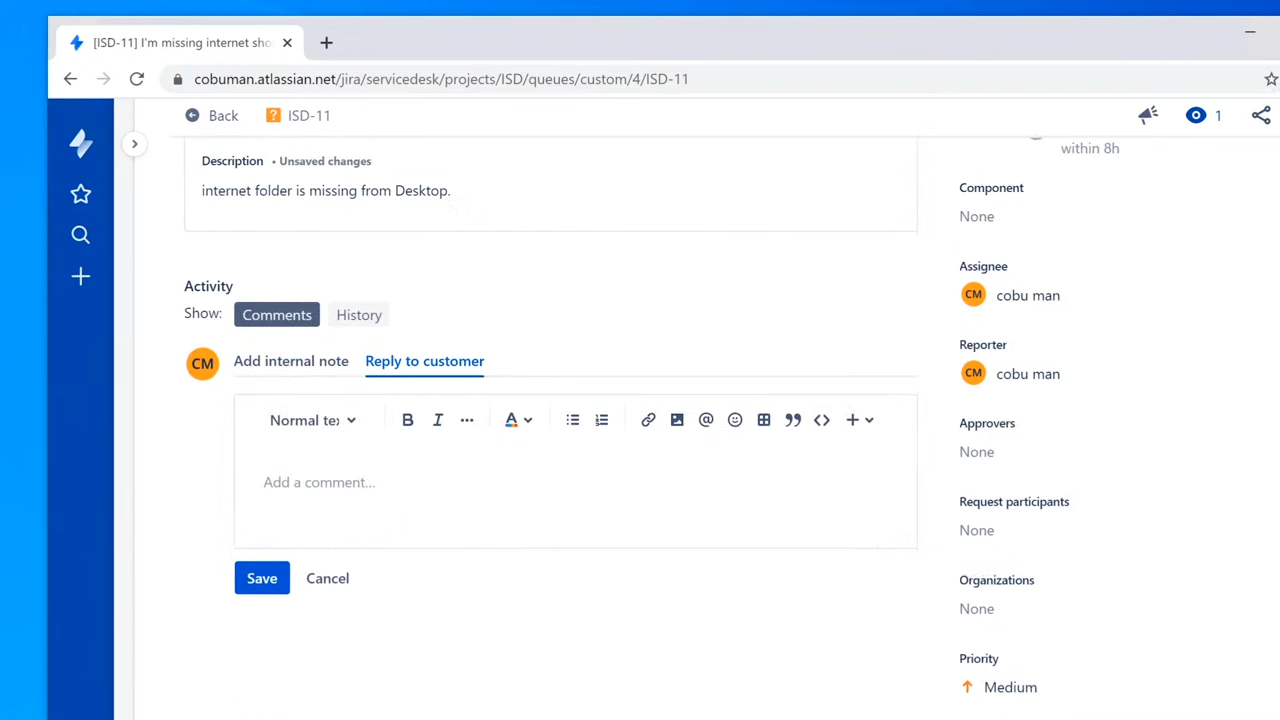 [ISD-11] I'm missing internet sho
cobuman.atlassian.net/jira/servicedesk/projects/ISD/queues/custom/4/ISD-11
Back ISD-11 1
within 8h
Description • Unsaved changes
internet folder is missing from Desktop.
Component
None
Assignee
CM cobu man
Activity
Show: Comments History
Reporter
CM cobu man
CM Add internal note Reply to customer
Approvers
None
Normal te
B I A @
Add a comment...
Request participants
None
Save Cancel
Organizations
None
Priority
Medium